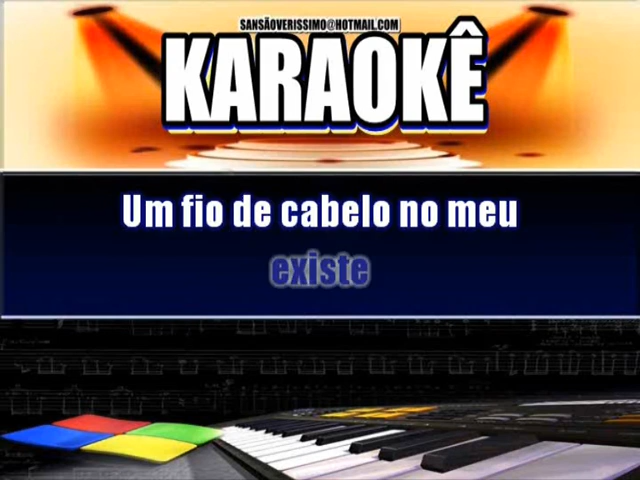 SANSÃOVERISSIMO@HOTMAIL.COM
KARAOKÊ
Um fio de cabelo no meu
existe